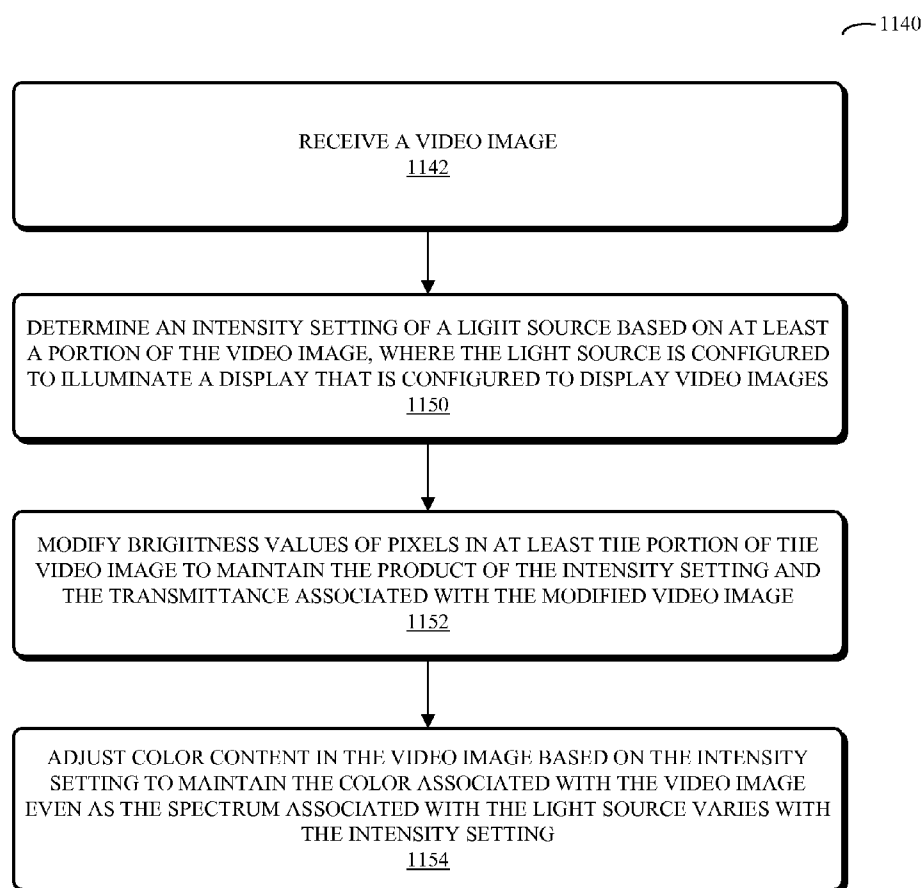 1140
RECEIVE A VIDEO IMAGE
1142
DETERMINE AN INTENSITY SETTING OF A LIGHT SOURCE BASED ON AT LEAST
A PORTION OF THE VIDEO IMAGE, WHERE THE LIGHT SOURCE IS CONFIGURED
TO ILLUMINATE A DISPLAY THAT IS CONFIGURED TO DISPLAY VIDEO IMAGES
1150
MODIFY BRIGHTNESS VALUES OF PIXELS IN AT LEAST THE PORTION OF THE
VIDEO IMAGE TO MAINTAIN THE PRODUCT OF THE INTENSITY SETTING AND
THE TRANSMITTANCE ASSOCIATED WITH THE MODIFIED VIDEO IMAGE
1152
ADJUST COLOR CONTENT IN THE VIDEO IMAGE BASED ON THE INTENSITY
SETTING TO MAINTAIN THE COLOR ASSOCIATED WITH THE VIDEO IMAGE
EVEN AS THE SPECTRUM ASSOCIATED WITH THE LIGHT SOURCE VARIES WITH
THE INTENSITY SETTING
1154